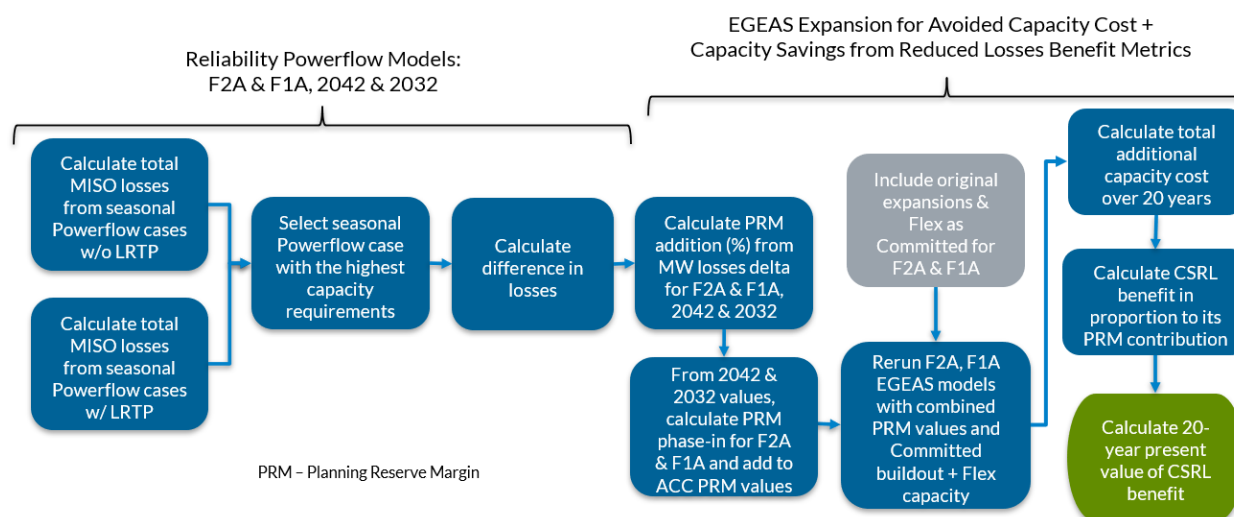 EGEAS Expansion for Avoided Capacity Cost +
Capacity Savings from Reduced Losses Benefit Metrics
Reliability Powerflow Models:
F2A & F1A, 2042 & 2032
Calculate total
MISO losses
from seasonal
Powerflow cases
w/o LRTP
Calculate total
MISO losses
from seasonal
Powerflow cases
w/ LRTP
Select seasonal
Powerflow case
with the highest
capacity
requirements
Calculate
difference in
losses
Calculate PRM
addition (%) from
MW losses delta
for F2A & F1A,
2042 & 2032
From 2042 &
2032 values,
calculate PRM
phase-in for F2A
& F1A and add to
ACC PRM values
Include original
expansions &
Flex as
Committed for
F2A & F1A
Rerun F2A, F1A
EGEAS models
with combined
PRM values and
Committed
buildout + Flex
capacity
Calculate total
additional
capacity cost
over 20 years
Calculate CSRL
benefit in
proportion to its
PRM contribution
Calculate 20-
year present
value of CSRL
benefit
PRM – Planning Reserve Margin